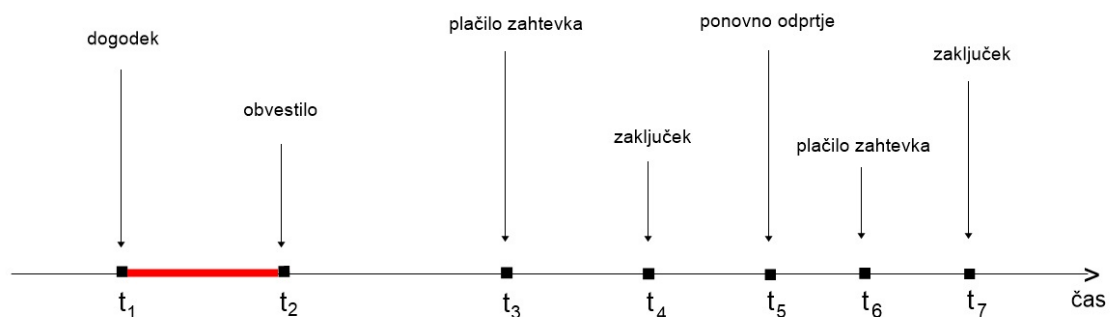 dogodek
obvestilo
plačilo zahtevka
zaključek
ponovno odprtje
plačilo zahtevka
zaključek
t1 t2 t3 t4 t5 t6 t7 čas